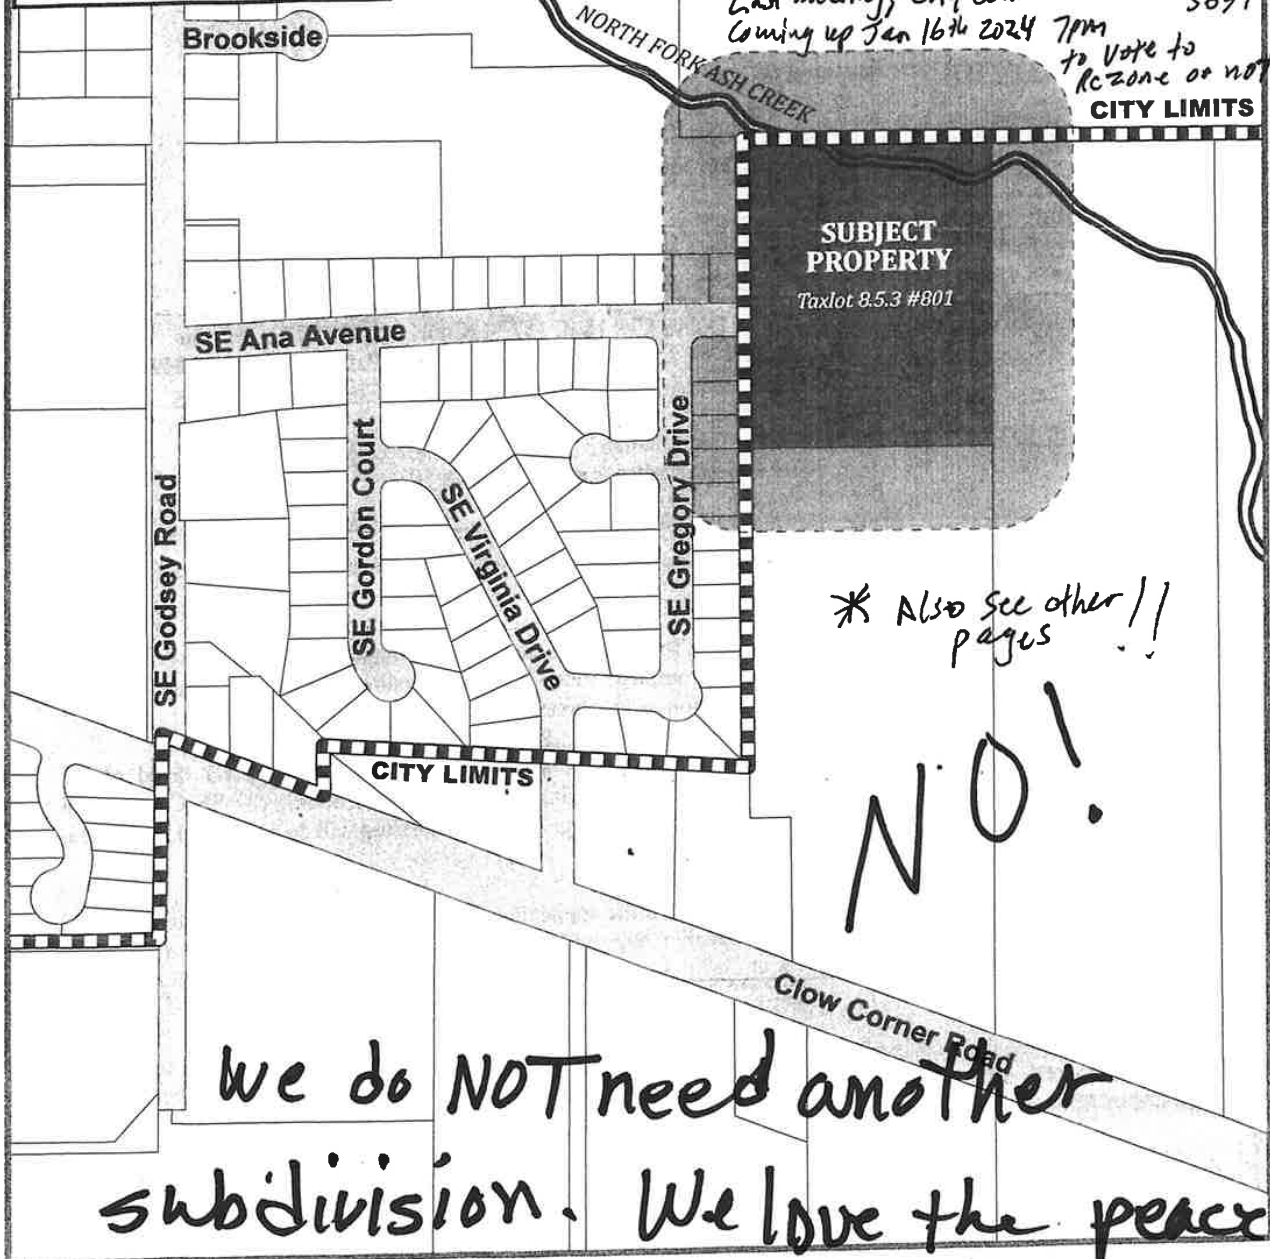 Brookside
NORTH FORK ASH CREEK
Last meeting, City
Coming up Jan 16th 2024 7pm
to Vote to
ReZone or not
CITY LIMITS
SUBJECT
PROPERTY
Taxlot 8.5.3 #801
SE Ana Avenue
SE Godsey Road
SE Gordon Court
SE Virginia Drive
SE Gregory Drive
* Also see other !!
pages
NO!
CITY LIMITS
Clow Corner Road
We do NOT need another
subdivision. We love the peace